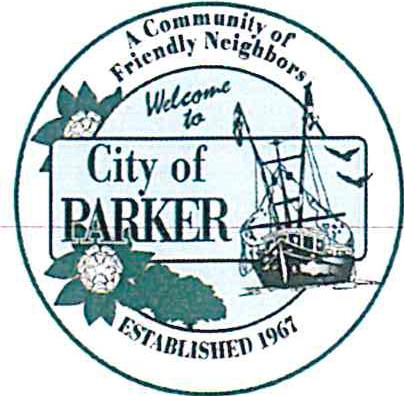 A Community of
Friendly Neighbors
Welcome
to
City of
PARKER
ESTABLISHED 1967